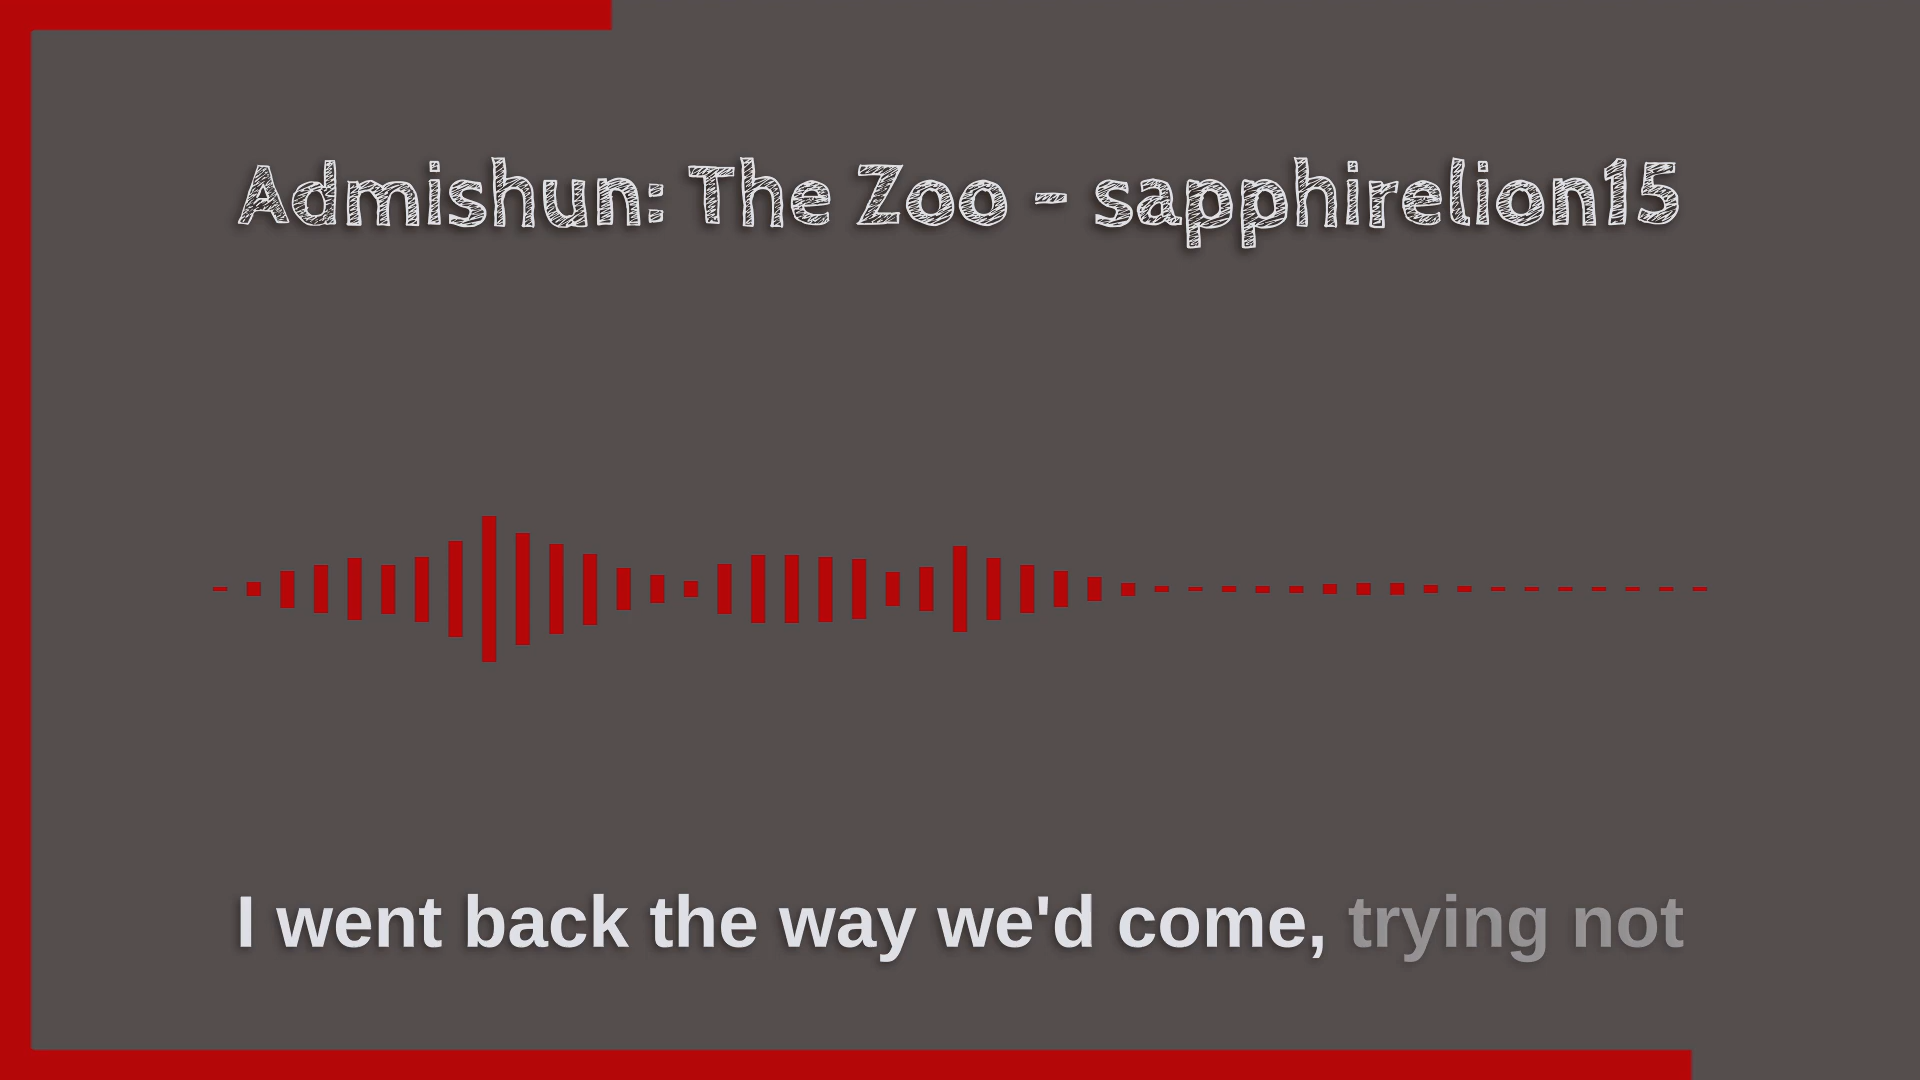 Admishun: The Zoo - sapphirelion15
I went back the way we'd come, trying not